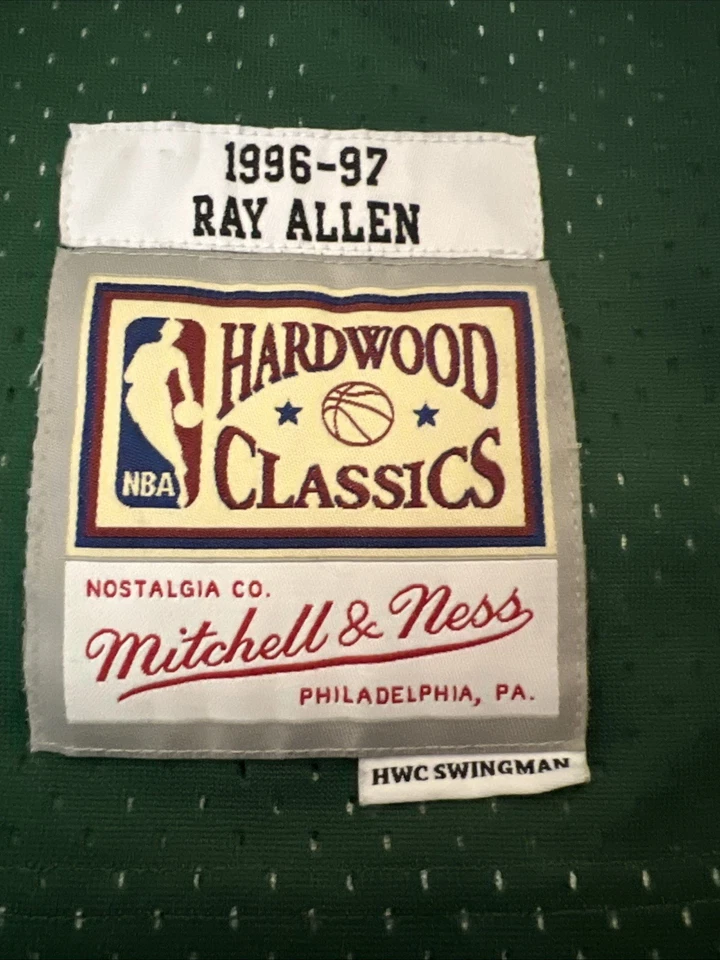 1996-97
RAY ALLEN
HARDWOOD
CLASSICS
NBA
NOSTALGIA CO.
Mitchell & Ness
PHILADELPHIA, PA.
HWC SWINGMAN